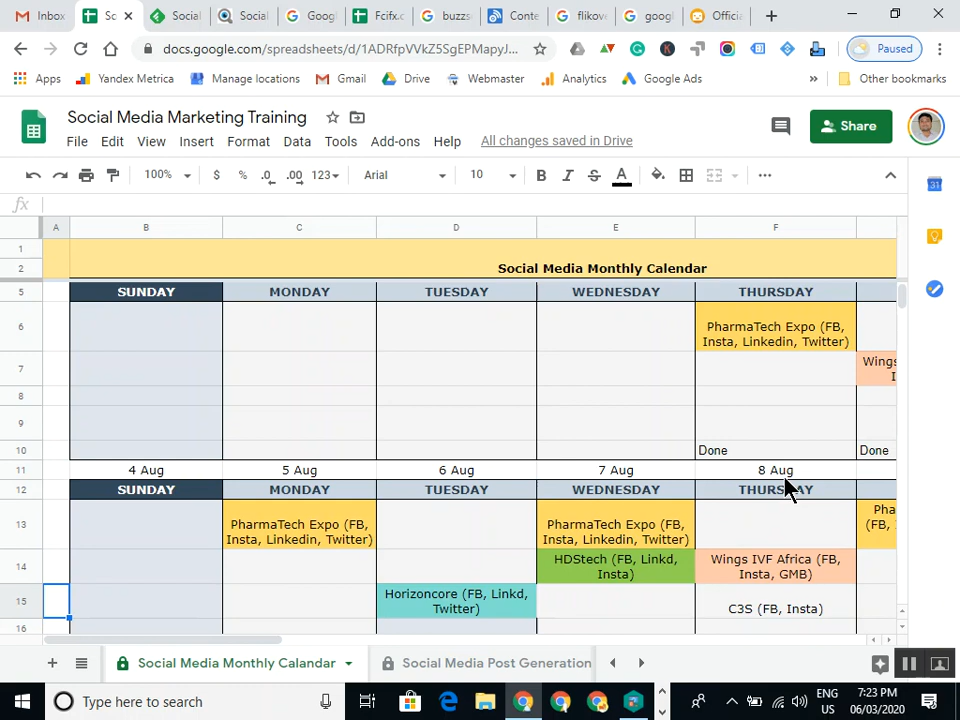 Inbox
Sc
Social
Social
Goog
Fcifx.c
buzzs
Conte
flikove
goog
Officia
docs.google.com/spreadsheets/d/1ADRfpVVkZ5SgEPMapyJ...
Paused
Apps
Yandex Metrica
Manage locations
Gmail
Drive
Webmaster
Analytics
Google Ads
»
Other bookmarks
Social Media Marketing Training
Share
File Edit View Insert Format Data Tools Add-ons Help All changes saved in Drive
100% $ % .0 .00 123 Arial 10 B I S A
fx
A B C D E F
1
2 Social Media Monthly Calendar
5 SUNDAY MONDAY TUESDAY WEDNESDAY THURSDAY
6 PharmaTech Expo (FB,
Insta, Linkedin, Twitter)
7 Wings
I
8
9
10 Done Done
11 4 Aug 5 Aug 6 Aug 7 Aug 8 Aug
12 SUNDAY MONDAY TUESDAY WEDNESDAY THURSDAY
13 PharmaTech Expo (FB,
Insta, Linkedin, Twitter)
PharmaTech Expo (FB,
Insta, Linkedin, Twitter)
Pha
(FB,
14 HDStech (FB, Linkd,
Insta)
Wings IVF Africa (FB,
Insta, GMB)
15 Horizoncore (FB, Linkd,
Twitter)
C3S (FB, Insta)
16
Social Media Monthly Calandar
Social Media Post Generation
Type here to search
ENG
US
7:23 PM
06/03/2020